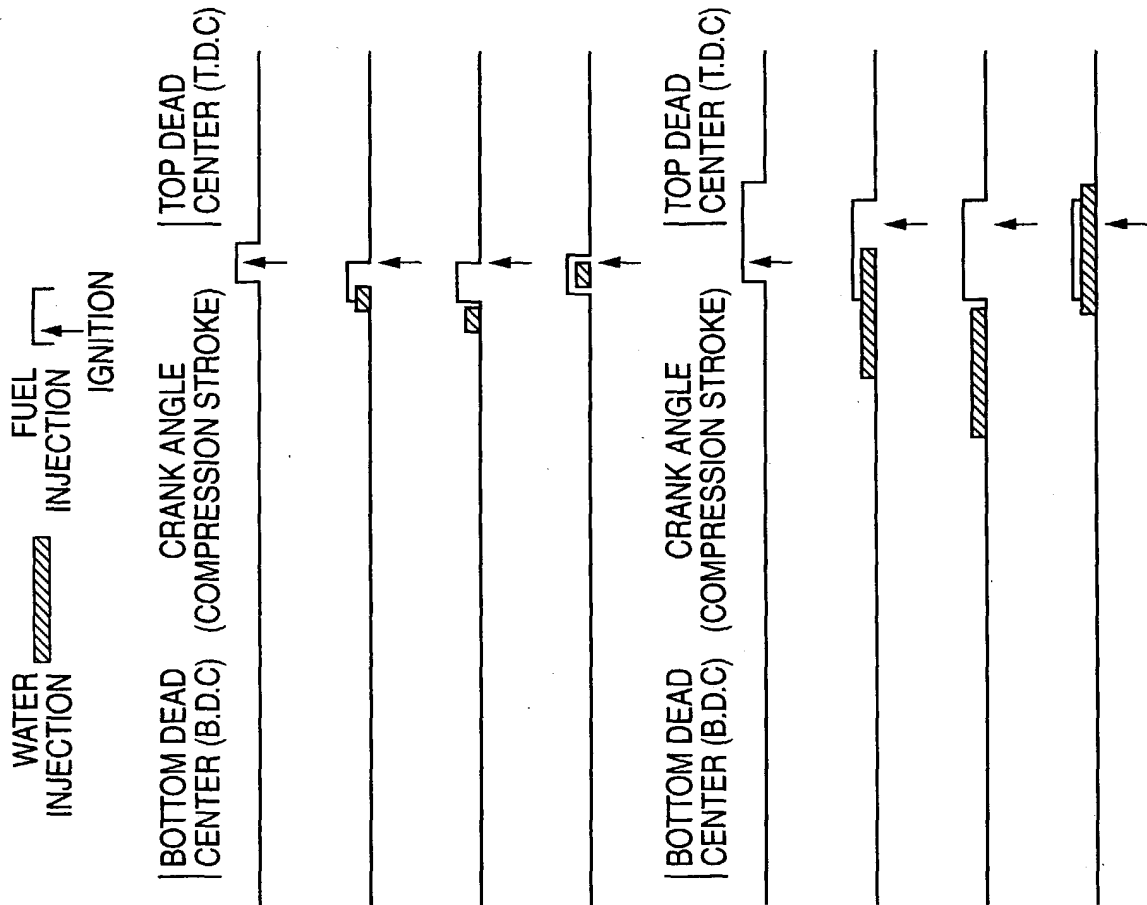 WATER
INJECTION
FUEL
INJECTION
IGNITION
BOTTOM DEAD
CENTER (B.D.C)
CRANK ANGLE
(COMPRESSION STROKE)
TOP DEAD
CENTER (T.D.C)
BOTTOM DEAD
CENTER (B.D.C)
CRANK ANGLE
(COMPRESSION STROKE)
TOP DEAD
CENTER (T.D.C)